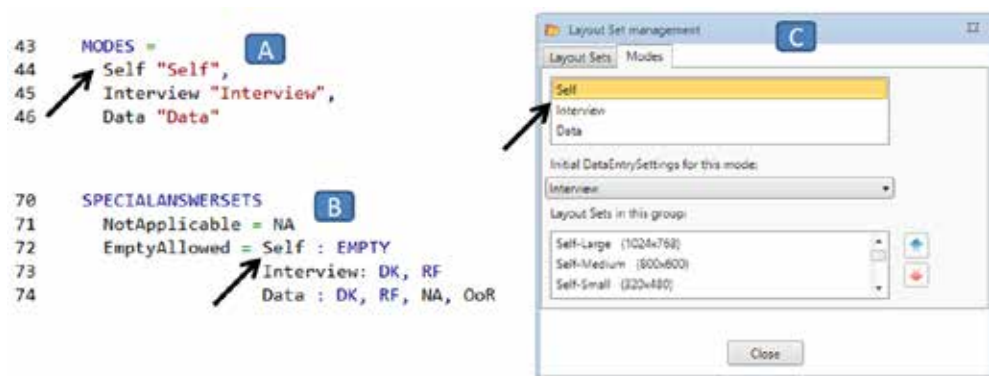 43 MODES =
44 Self "Self",
45 Interview "Interview",
46 Data "Data"
A
70 SPECIALANSWERSETS
71 NotApplicable = NA
72 EmptyAllowed = Self : EMPTY
73 Interview: DK, RF
74 Data : DK, RF, NA, OoR
B
Layout Set management
C
Layout Sets Modes
Self
Interview
Data
Initial DataEntrySettings for this mode:
Interview
Layout Sets in this group:
Self-Large (1024x768)
Self-Medium (800x600)
Self-Small (320x480)
Close